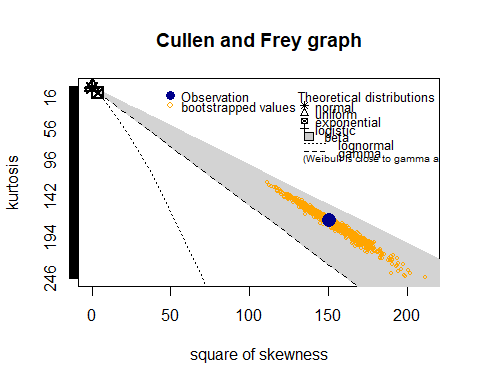 Cullen and Frey graph
Observation
bootstrapped values
Theoretical distributions
normal
uniform
exponential
logistic
beta
lognormal
gamma
(Weibull is close to gamma a
kurtosis
16
56
96
142
194
246
0
50
100
150
200
square of skewness